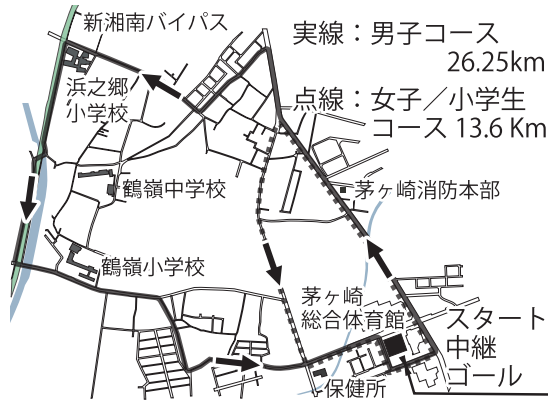 新湘南バイパス
実線：男子コース
26.25km
点線：女子／小学生
コース 13.6 Km
浜之郷
小学校
鶴嶺中学校
茅ヶ崎消防本部
鶴嶺小学校
茅ヶ崎
総合体育館
スタート
中継
ゴール
保健所